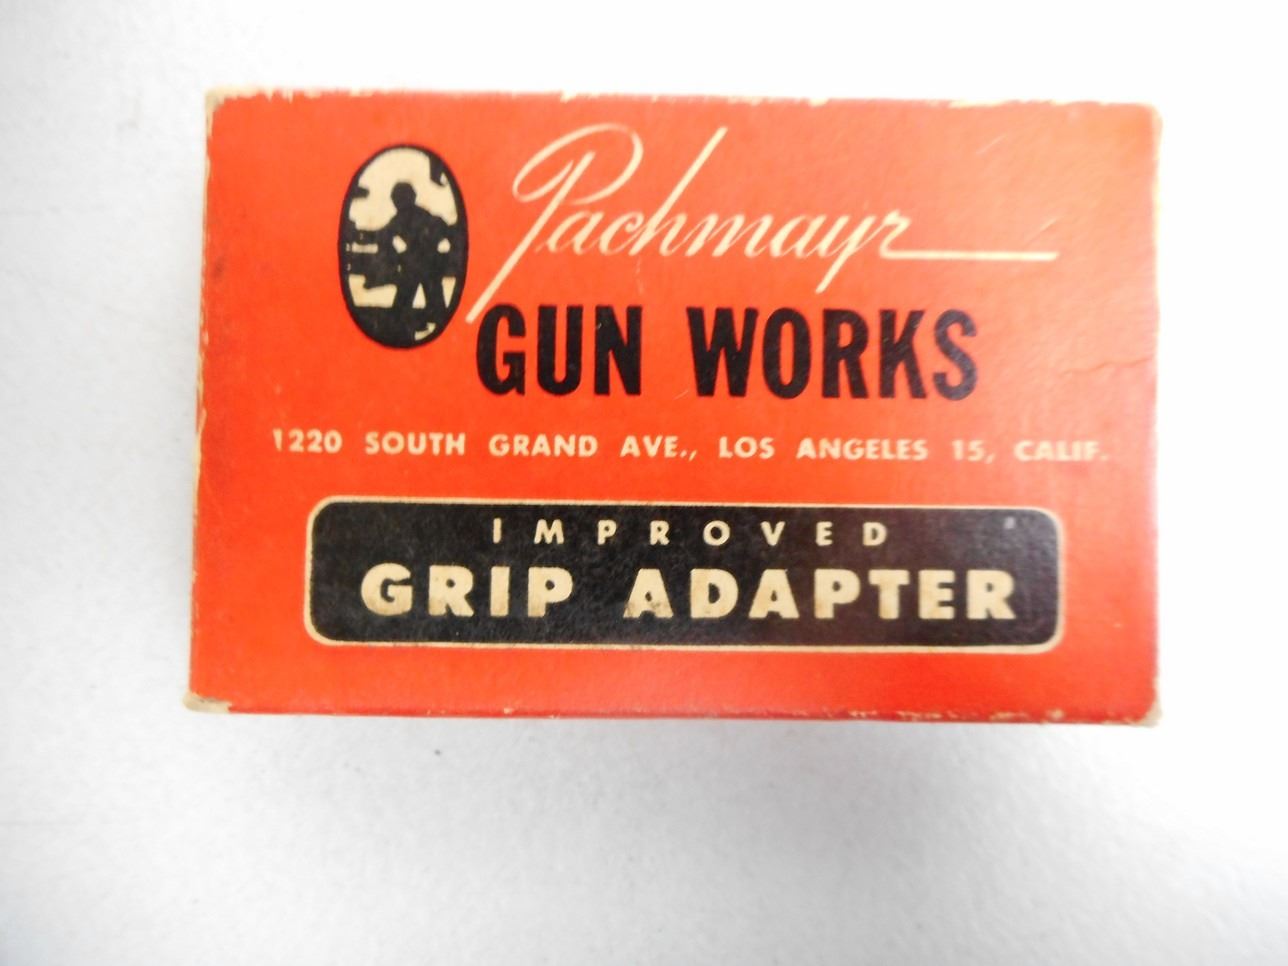 Pachmayr
GUN WORKS
1220 SOUTH GRAND AVE., LOS ANGELES 15, CALIF.
IMPROVED
GRIP ADAPTER